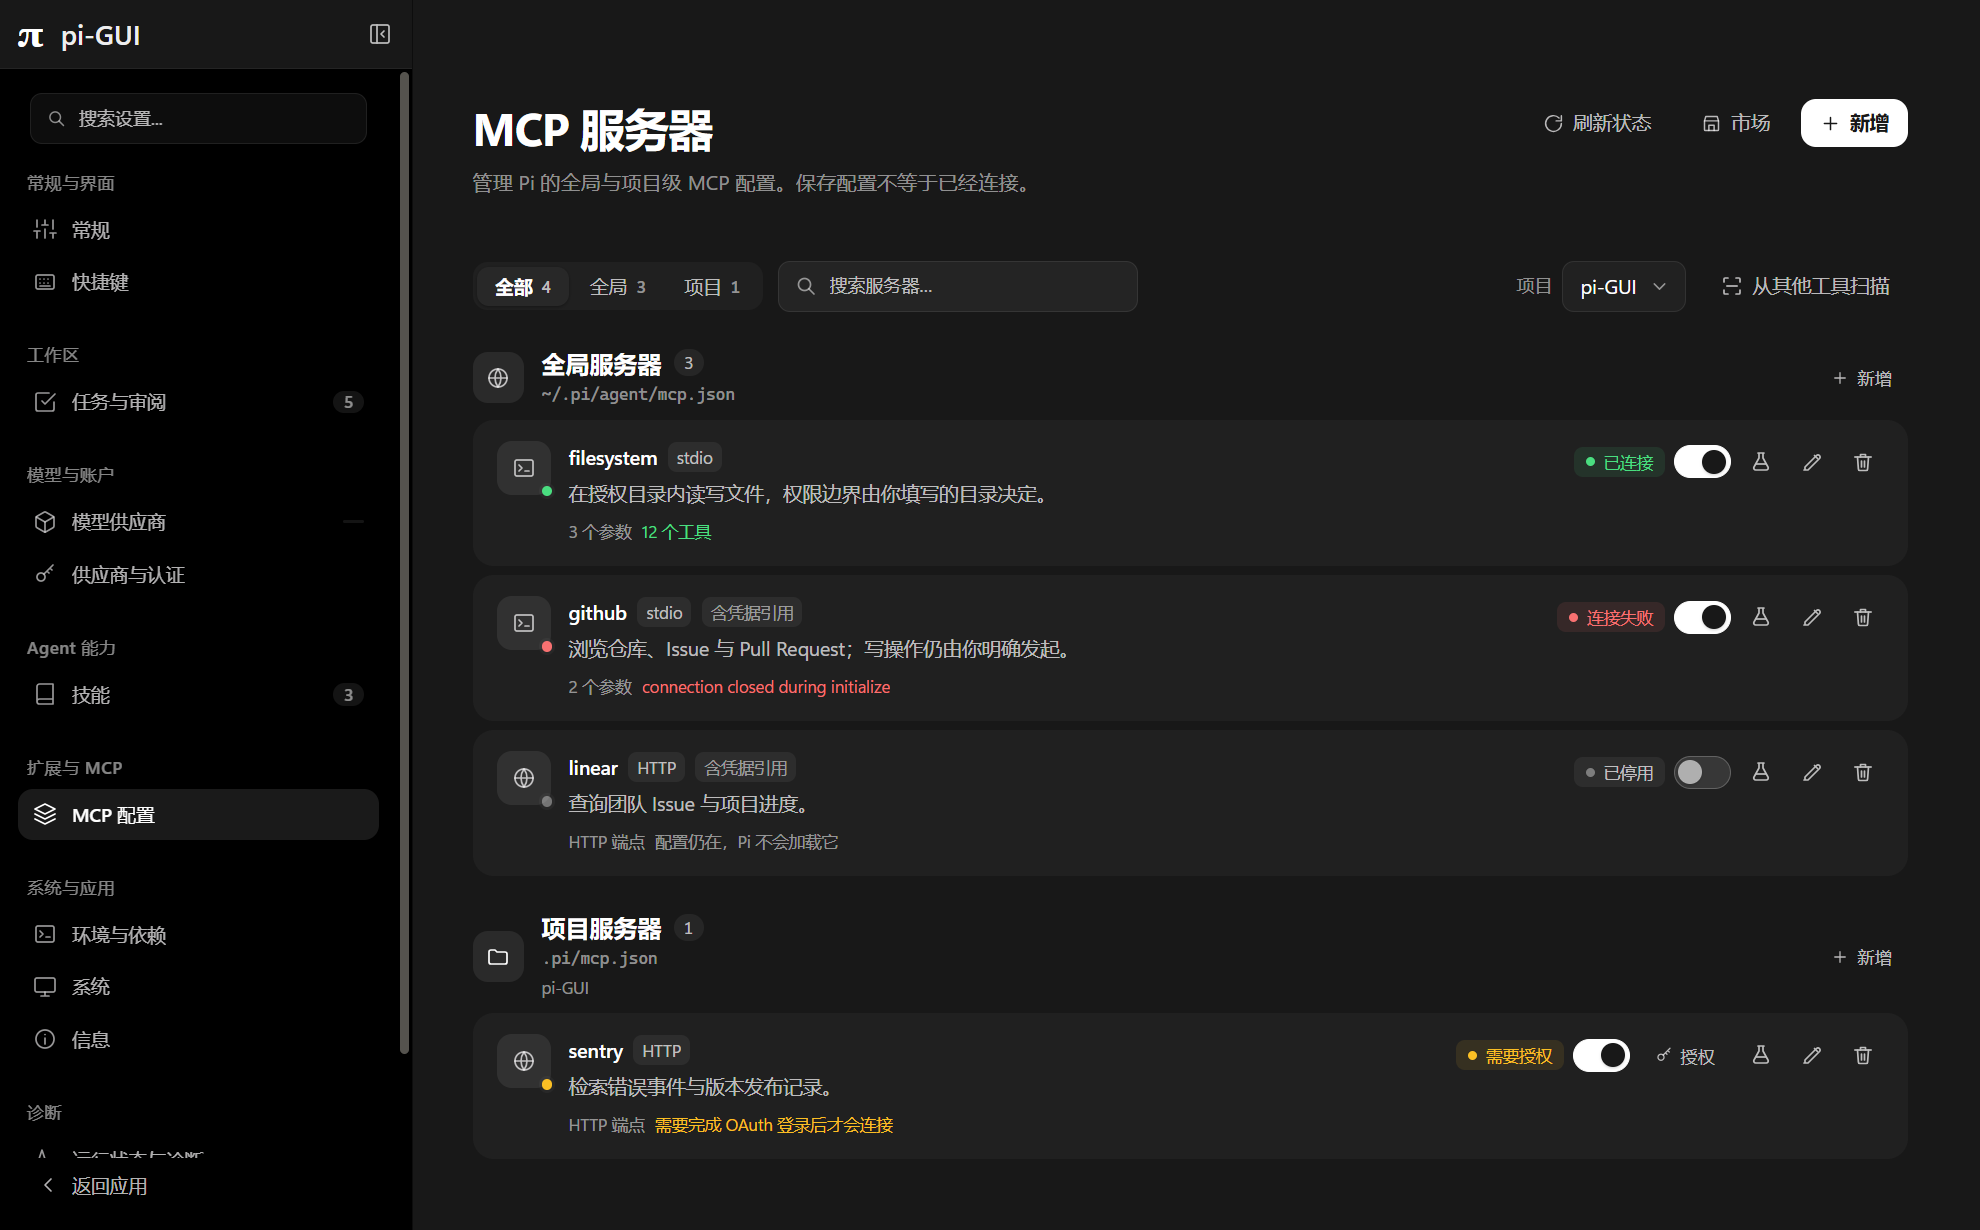 π pi-GUI
搜索设置...
常规与界面
常规
快捷键
工作区
任务与审阅 5
模型与账户
模型供应商
供应商与认证
Agent 能力
技能 3
扩展与 MCP
MCP 配置
系统与应用
环境与依赖
系统
信息
诊断
运行状态与诊断
返回应用
MCP 服务器
管理 Pi 的全局与项目级 MCP 配置。保存配置不等于已经连接。
刷新状态
市场
新增
全部 4
全局 3
项目 1
搜索服务器...
项目
pi-GUI
从其他工具扫描
全局服务器 3
~/.pi/agent/mcp.json
新增
filesystem stdio
已连接
在授权目录内读写文件，权限边界由你填写的目录决定。
3 个参数 12 个工具
github stdio 含凭据引用
连接失败
浏览仓库、Issue 与 Pull Request；写操作仍由你明确发起。
2 个参数 connection closed during initialize
linear HTTP 含凭据引用
已停用
查询团队 Issue 与项目进度。
HTTP 端点 配置仍在，Pi 不会加载它
项目服务器 1
.pi/mcp.json
pi-GUI
新增
sentry HTTP
需要授权
授权
检索错误事件与版本发布记录。
HTTP 端点 需要完成 OAuth 登录后才会连接